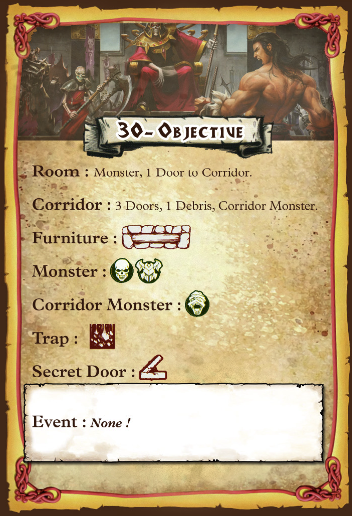 30-Objective
Room : Monster, 1 Door to Corridor.
Corridor : 3 Doors, 1 Debris, Corridor Monster.
Furniture :
Monster :
Corridor Monster :
Trap :
Secret Door :
Event : None !